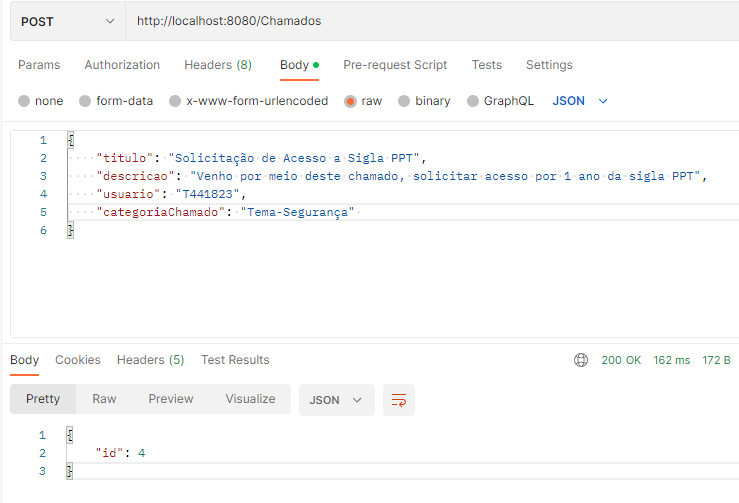 POST http://localhost:8080/Chamados
Params Authorization Headers (8) Body Pre-request Script Tests Settings
none form-data x-www-form-urlencoded raw binary GraphQL JSON
1 {
2 "titulo": "Solicitação de Acesso a Sigla PPT",
3 "descricao": "Venho por meio deste chamado, solicitar acesso por 1 ano da sigla PPT",
4 "usuario": "T441823",
5 "categoriaChamado": "Tema-Segurança"
6 }
Body Cookies Headers (5) Test Results 200 OK 162 ms 172 B
Pretty Raw Preview Visualize JSON
1 {
2 "id": 4
3 }